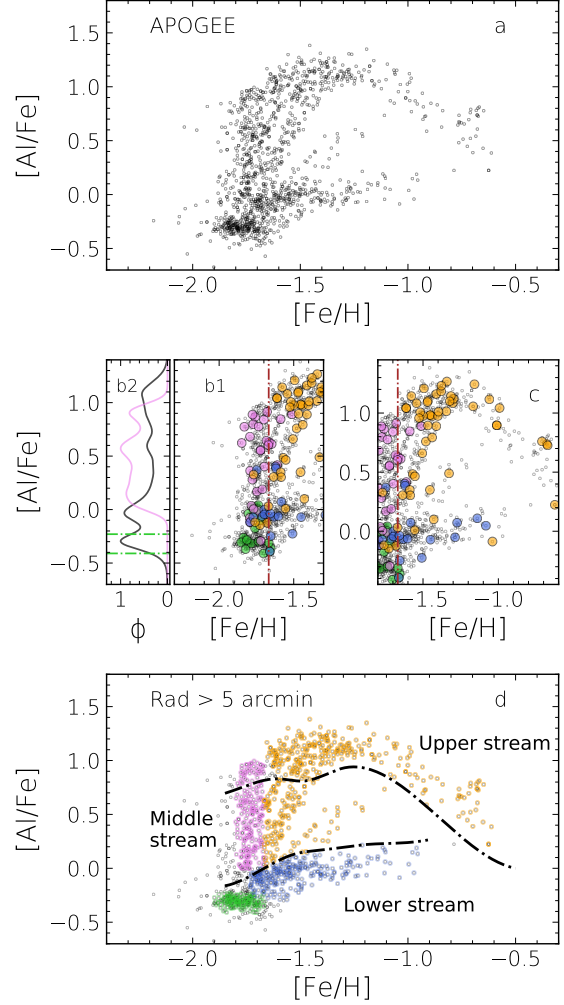 APOGEE a
1.5
1.0
0.5
0.0
−0.5
[Al/Fe]
−2.0 −1.5 −1.0 −0.5
[Fe/H]
b2 b1 c
1.0
0.5
0.0
−0.5
[Al/Fe]
1.0
0.5
0.0
1 0
−2.0 −1.5
−1.5 −1.0
ϕ
[Fe/H]
[Fe/H]
Rad > 5 arcmin d
1.5
1.0
0.5
0.0
−0.5
[Al/Fe]
Upper stream
Middle
stream
Lower stream
−2.0 −1.5 −1.0 −0.5
[Fe/H]